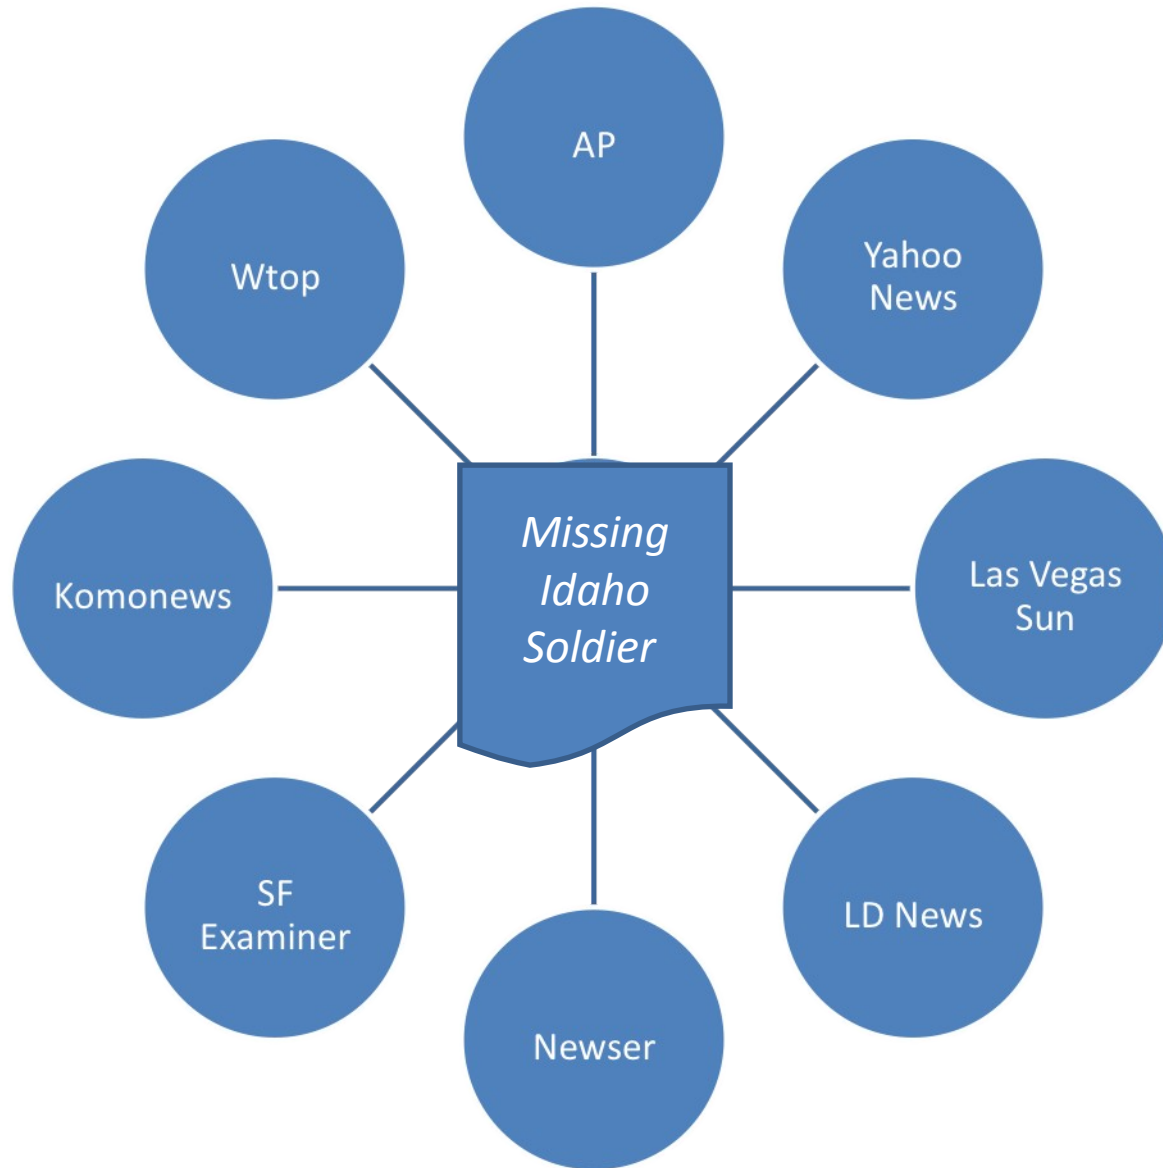 AP
Wtop
Yahoo
News
Missing
Idaho
Soldier
Komonews
Las Vegas
Sun
SF
Examiner
LD News
Newser